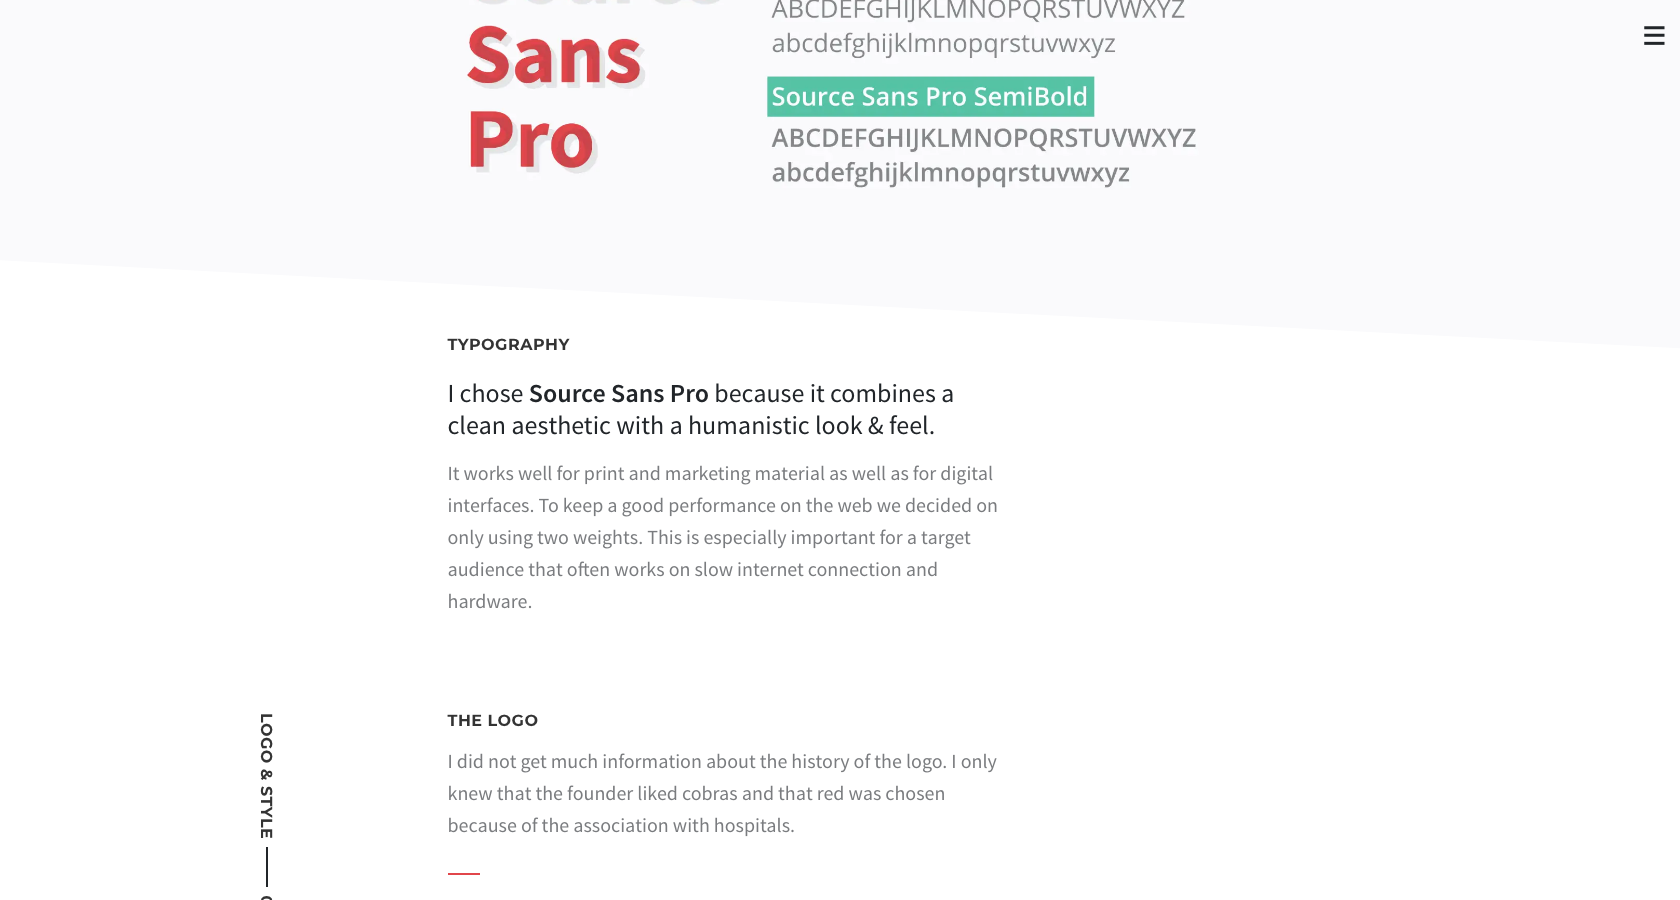 Source
Sans
Pro
ABCDEFGHIJKLMNOPQRSTUVWXYZ
abcdefghijklmnopqrstuvwxyz
Source Sans Pro SemiBold
ABCDEFGHIJKLMNOPQRSTUVWXYZ
abcdefghijklmnopqrstuvwxyz
TYPOGRAPHY
I chose Source Sans Pro because it combines a
clean aesthetic with a humanistic look & feel.
It works well for print and marketing material as well as for digital
interfaces. To keep a good performance on the web we decided on
only using two weights. This is especially important for a target
audience that often works on slow internet connection and
hardware.
LOGO & STYLE
THE LOGO
I did not get much information about the history of the logo. I only
knew that the founder liked cobras and that red was chosen
because of the association with hospitals.